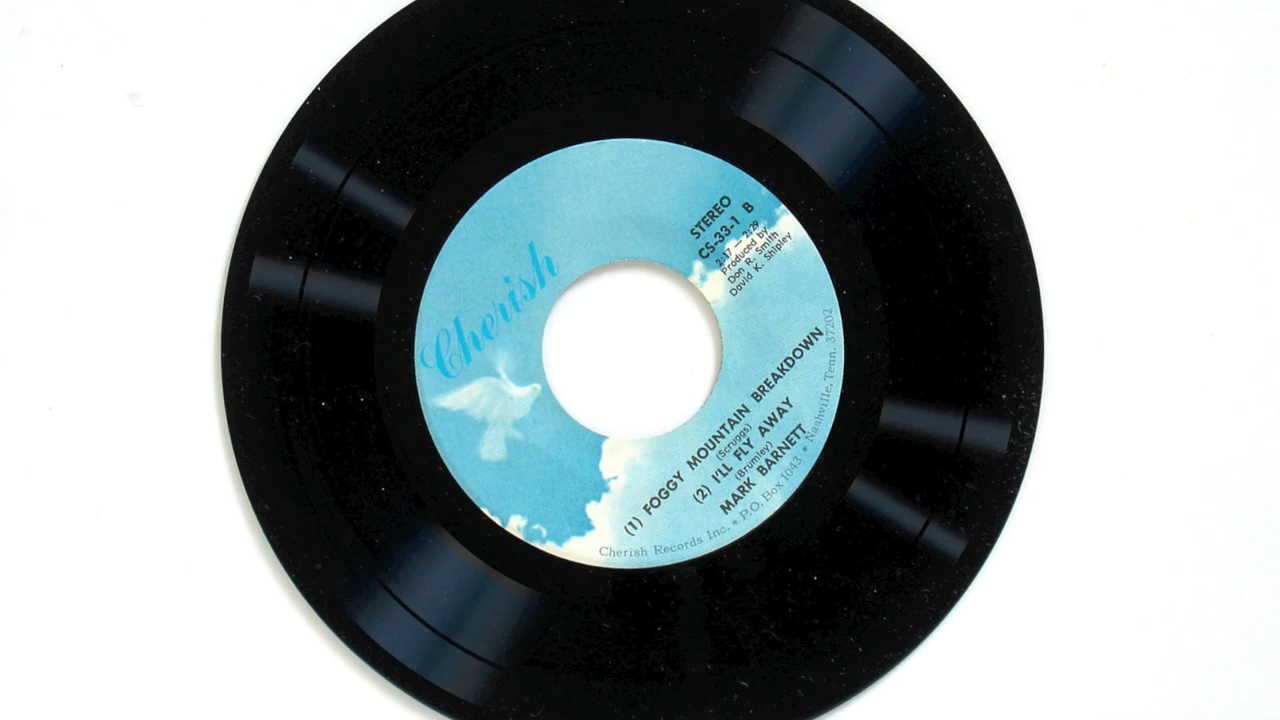 Cherish
STEREO
CS-33-1 B
2:17 — 2:29
Produced by
Don R. Smith
David K. Shipley
(1) FOGGY MOUNTAIN BREAKDOWN
(Scruggs)
(2) I'LL FLY AWAY
(Brumley)
MARK BARNETT
Cherish Records Inc. * P.O. Box 1043 * Nashville, Tenn. 37202